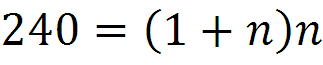 240 = (1 + n)n